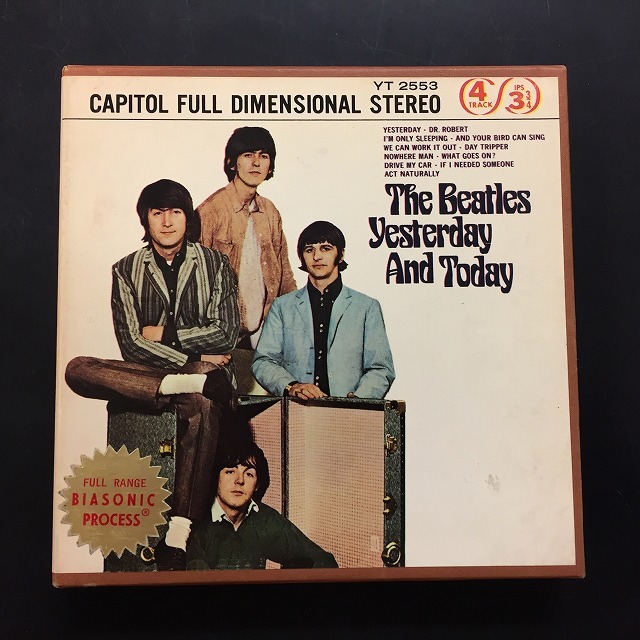 YT 2553
CAPITOL FULL DIMENSIONAL STEREO
4
TRACK
IPS
3 3/4
YESTERDAY - DR. ROBERT
I'M ONLY SLEEPING - AND YOUR BIRD CAN SING
WE CAN WORK IT OUT - DAY TRIPPER
NOWHERE MAN - WHAT GOES ON?
DRIVE MY CAR - IF I NEEDED SOMEONE
ACT NATURALLY
The Beatles
Yesterday
And Today
FULL RANGE
BIASONIC
PROCESS®